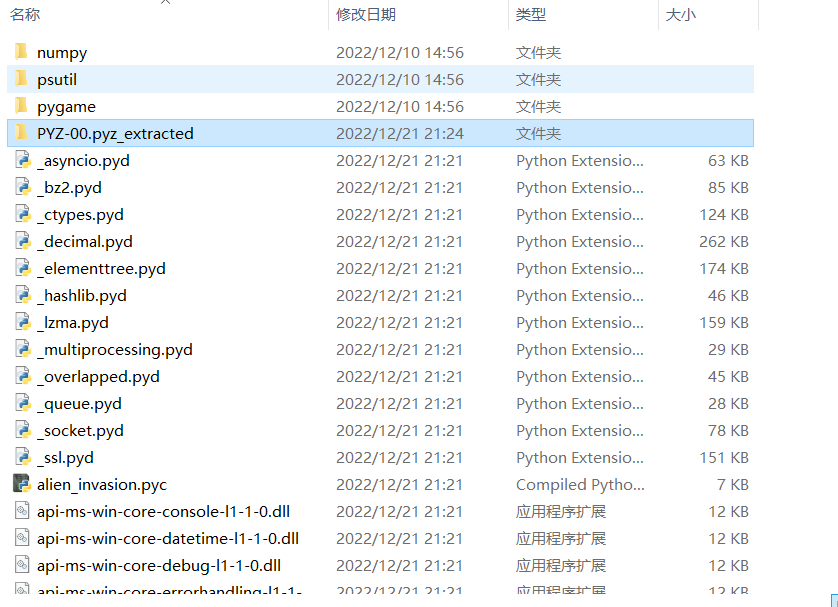 名称 修改日期 类型 大小
numpy 2022/12/10 14:56 文件夹
psutil 2022/12/10 14:56 文件夹
pygame 2022/12/10 14:56 文件夹
PYZ-00.pyz_extracted 2022/12/21 21:24 文件夹
_asyncio.pyd 2022/12/21 21:21 Python Extensio... 63 KB
_bz2.pyd 2022/12/21 21:21 Python Extensio... 85 KB
_ctypes.pyd 2022/12/21 21:21 Python Extensio... 124 KB
_decimal.pyd 2022/12/21 21:21 Python Extensio... 262 KB
_elementtree.pyd 2022/12/21 21:21 Python Extensio... 174 KB
_hashlib.pyd 2022/12/21 21:21 Python Extensio... 46 KB
_lzma.pyd 2022/12/21 21:21 Python Extensio... 159 KB
_multiprocessing.pyd 2022/12/21 21:21 Python Extensio... 29 KB
_overlapped.pyd 2022/12/21 21:21 Python Extensio... 45 KB
_queue.pyd 2022/12/21 21:21 Python Extensio... 28 KB
_socket.pyd 2022/12/21 21:21 Python Extensio... 78 KB
_ssl.pyd 2022/12/21 21:21 Python Extensio... 151 KB
alien_invasion.pyc 2022/12/21 21:21 Compiled Pytho... 7 KB
api-ms-win-core-console-l1-1-0.dll 2022/12/21 21:21 应用程序扩展 12 KB
api-ms-win-core-datetime-l1-1-0.dll 2022/12/21 21:21 应用程序扩展 12 KB
api-ms-win-core-debug-l1-1-0.dll 2022/12/21 21:21 应用程序扩展 12 KB
api-ms-win-core-errorhandling-l1-1- 2022/12/21 21:21 应用程序扩展 12 KB